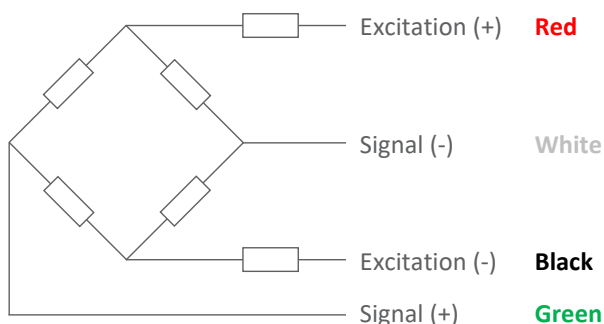 Excitation (+) Red
Signal (-) White
Excitation (-) Black
Signal (+) Green